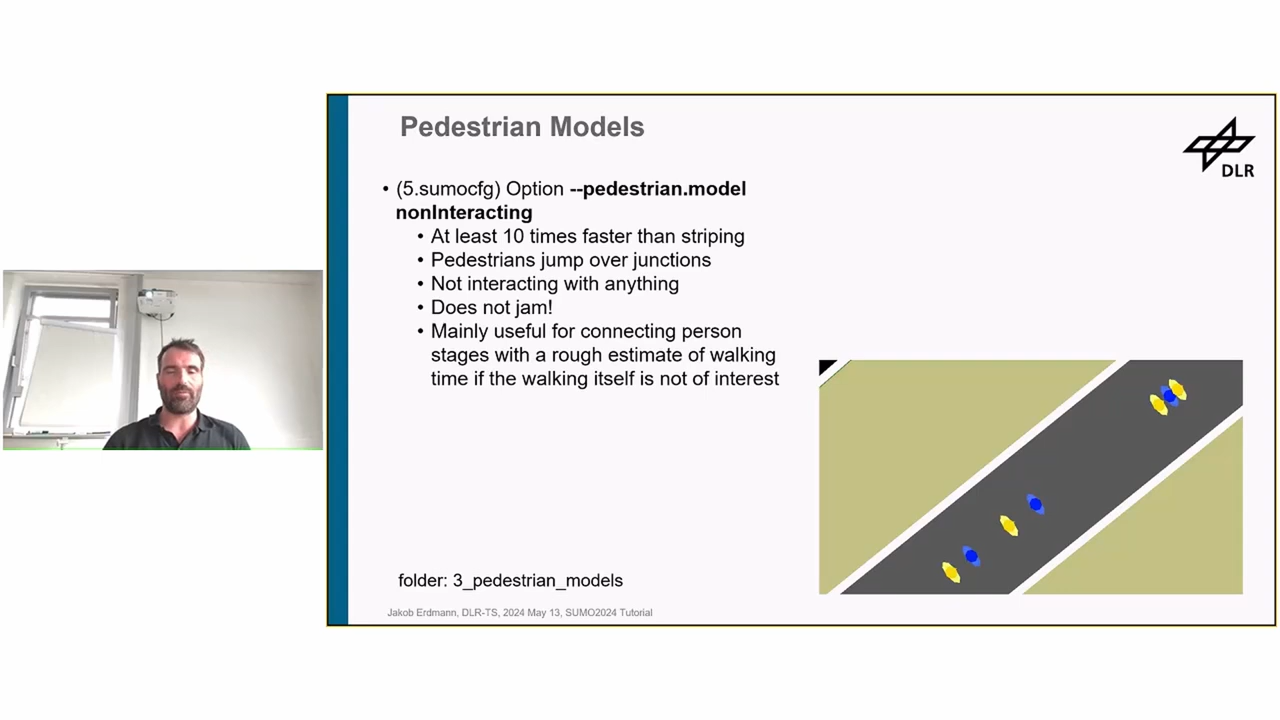 Pedestrian Models
DLR
• (5.sumocfg) Option --pedestrian.model
nonInteracting
• At least 10 times faster than striping
• Pedestrians jump over junctions
• Not interacting with anything
• Does not jam!
• Mainly useful for connecting person
stages with a rough estimate of walking
time if the walking itself is not of interest
folder: 3_pedestrian_models
Jakob Erdmann, DLR-TS, 2024 May 13, SUMO2024 Tutorial